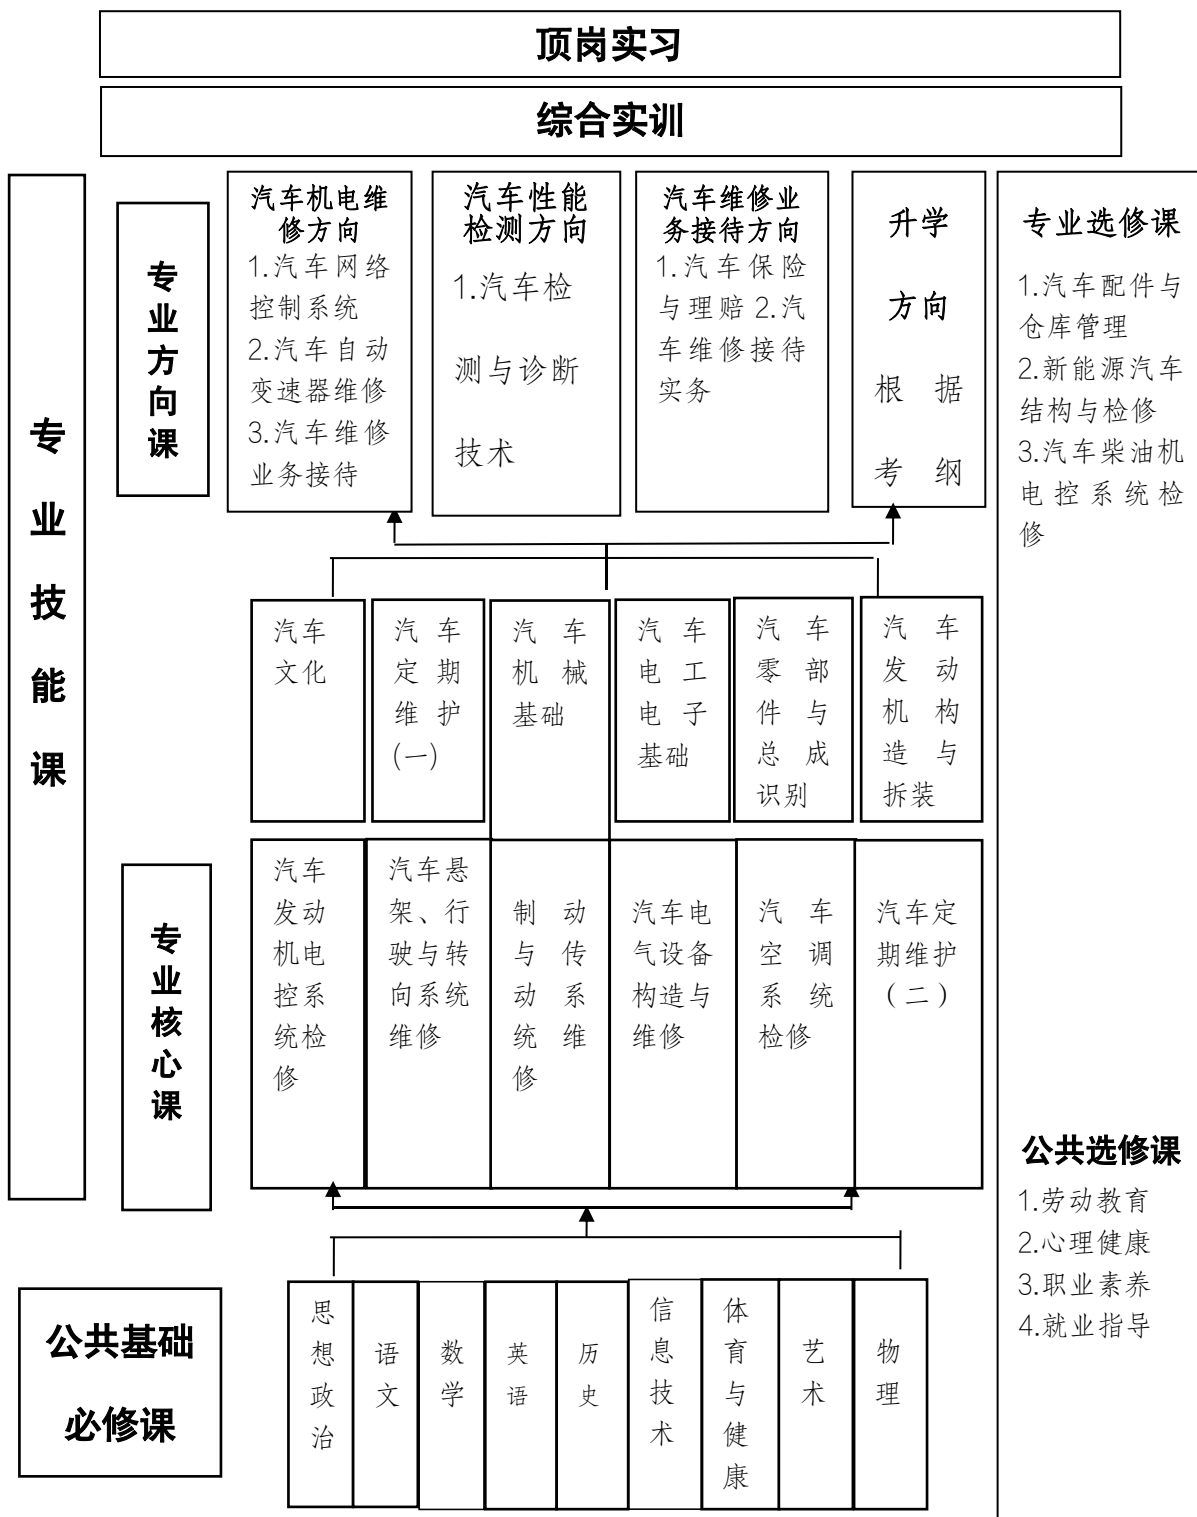 顶岗实习
综合实训
专
业
技
能
课
专
业
方
向
课
汽车机电维
修方向
1.汽车网络
控制系统
2.汽车自动
变速器维修
3.汽车维修
业务接待
汽车性能
检测方向
1.汽车检
测与诊断
技术
汽车维修业
务接待方向
1.汽车保险
与理赔 2.汽
车维修接待
实务
升学
方向
根据
考纲
专业选修课
1.汽车配件与
仓库管理
2.新能源汽车
结构与检修
3.汽车柴油机
电控系统检
修
汽车
文化
汽车
定期
维护
(一)
汽车
机械
基础
汽车
电工
电子
基础
汽车
零部
件与
总成
识别
汽车
发动
机构
造与
拆装
专
业
核
心
课
汽车
发动
机电
控系
统检
修
汽车悬
架、行
驶与转
向系统
维修
制动
与传
动系
统维
修
汽车电
气设备
构造与
维修
汽车
空调
系统
检修
汽车定
期维护
（二）
公共选修课
1.劳动教育
2.心理健康
3.职业素养
4.就业指导
公共基础
必修课
思
想
政
治
语
文
数
学
英
语
历
史
信
息
技
术
体
育
与
健
康
艺
术
物
理